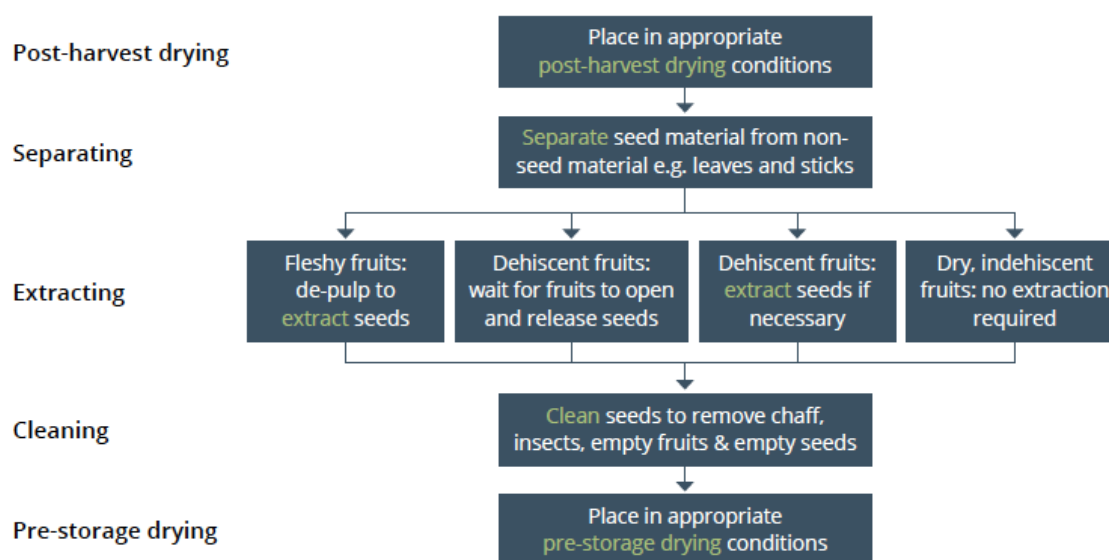 Post-harvest drying
Place in appropriate
post-harvest drying conditions
Separating
Separate seed material from non-
seed material e.g. leaves and sticks
Extracting
Fleshy fruits:
de-pulp to
extract seeds
Dehiscent fruits:
wait for fruits to open
and release seeds
Dehiscent fruits:
extract seeds if
necessary
Dry, indehiscent
fruits: no extraction
required
Cleaning
Clean seeds to remove chaff,
insects, empty fruits & empty seeds
Pre-storage drying
Place in appropriate
pre-storage drying conditions